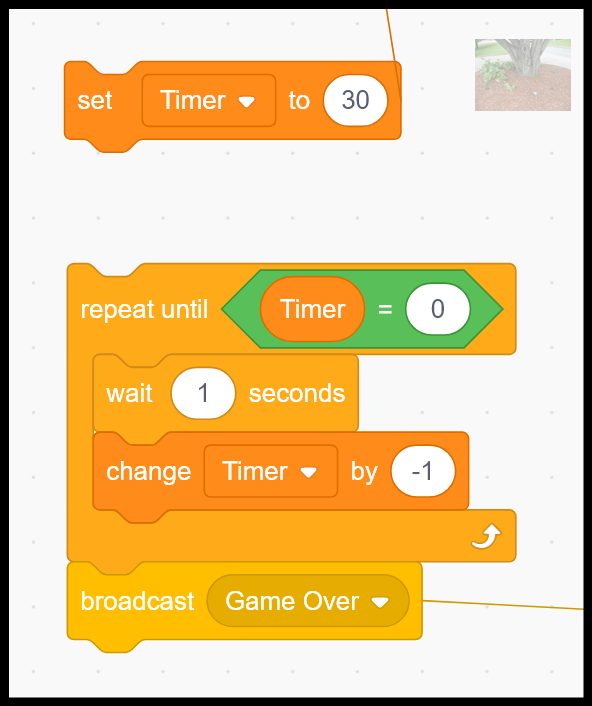 set Timer to 30
repeat until Timer = 0
wait 1 seconds
change Timer by -1
broadcast Game Over